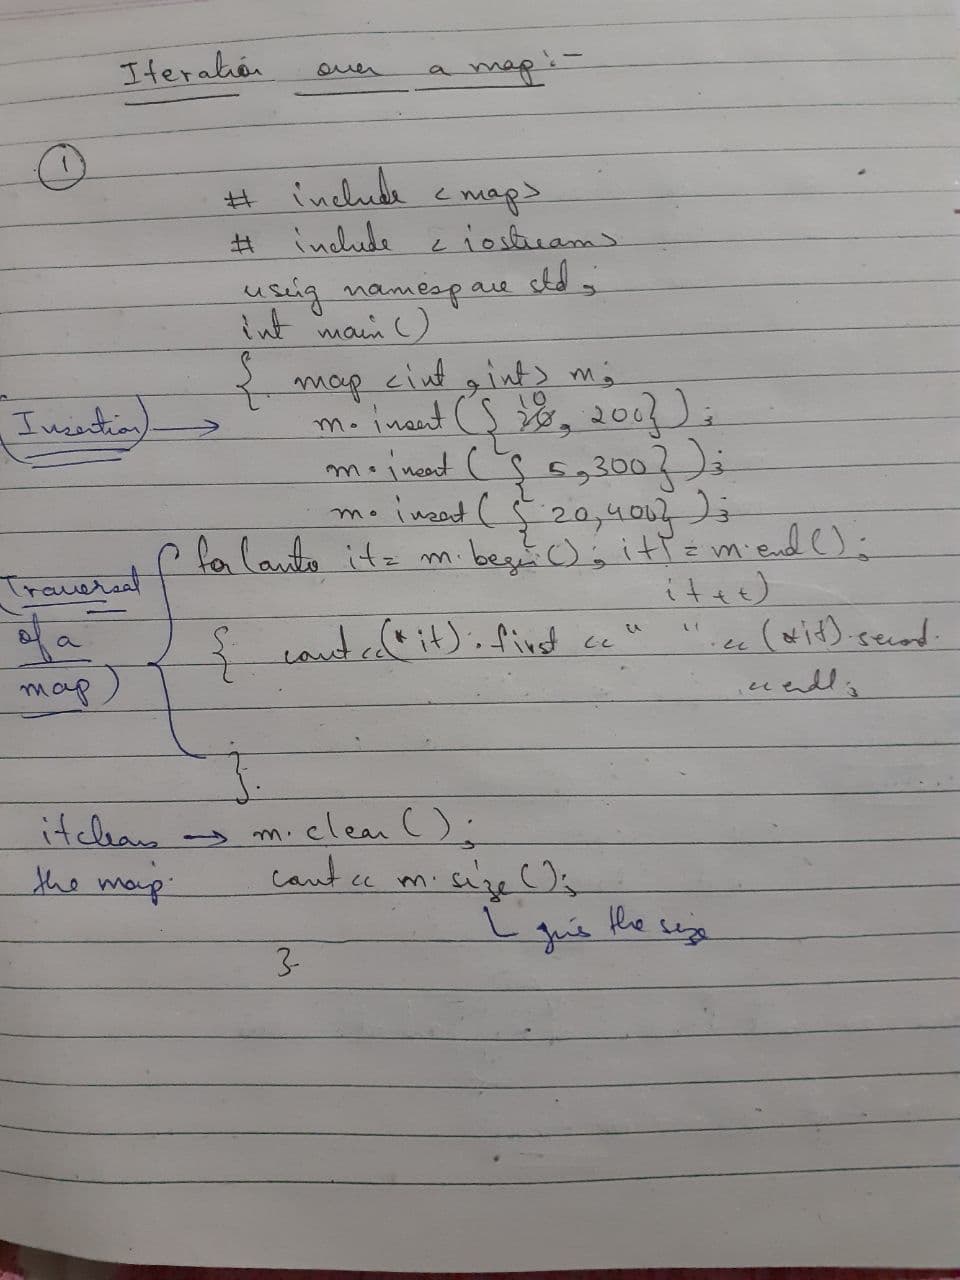 Iteration over a map :-
1
# include <map>
# include <iostream>
using namespace std;
int main()
{ map <int, int> m;
(Insertion) → m.insert({10, 200});
m.insert({5,300});
m.insert({20,400});
for(auto it = m.begin(); it != m.end();
it++)
(Traversal of a map)
{ cout<<(*it).first <<" " << (*it).second
<<endl;
}.
it clears the map. → m.clear();
cout << m.size();
gives the size
}